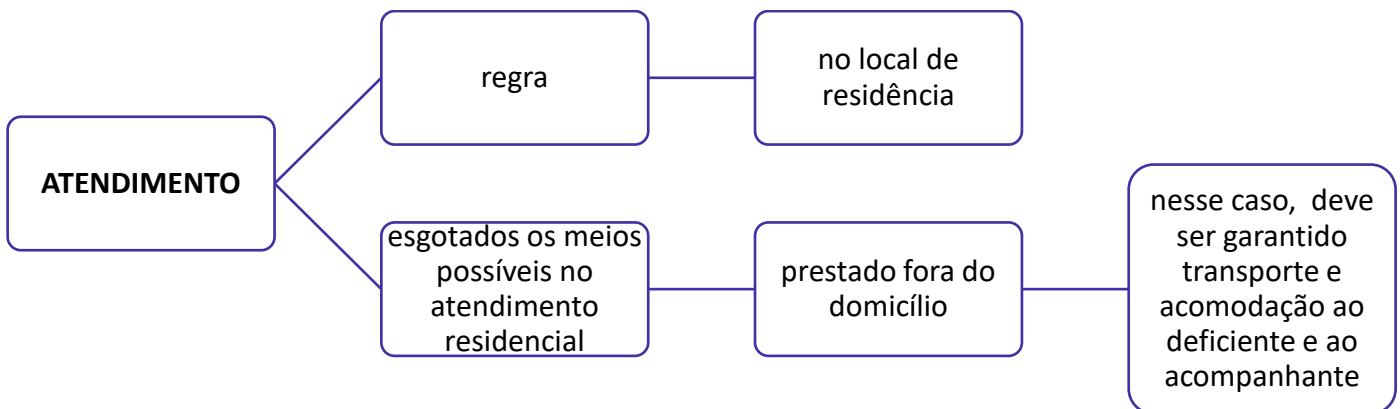 ATENDIMENTO
regra
no local de
residência
esgotados os meios
possíveis no
atendimento
residencial
prestado fora do
domicílio
nesse caso, deve
ser garantido
transporte e
acomodação ao
deficiente e ao
acompanhante